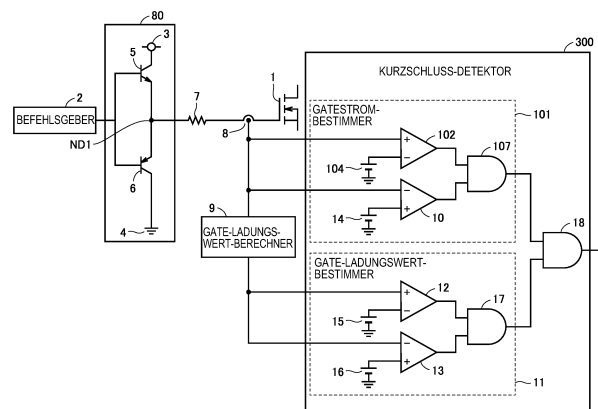 80
3
5
2
BEFEHLSGEBER
ND1
6
4
7
1
8
9
GATE-LADUNGS-
WERT-BERECHNER
300
KURZSCHLUSS-DETEKTOR
GATESTROM-
BESTIMMER
101
102
107
104
14
10
18
GATE-LADUNGSWERT-
BESTIMMER
12
17
15
16
13
11